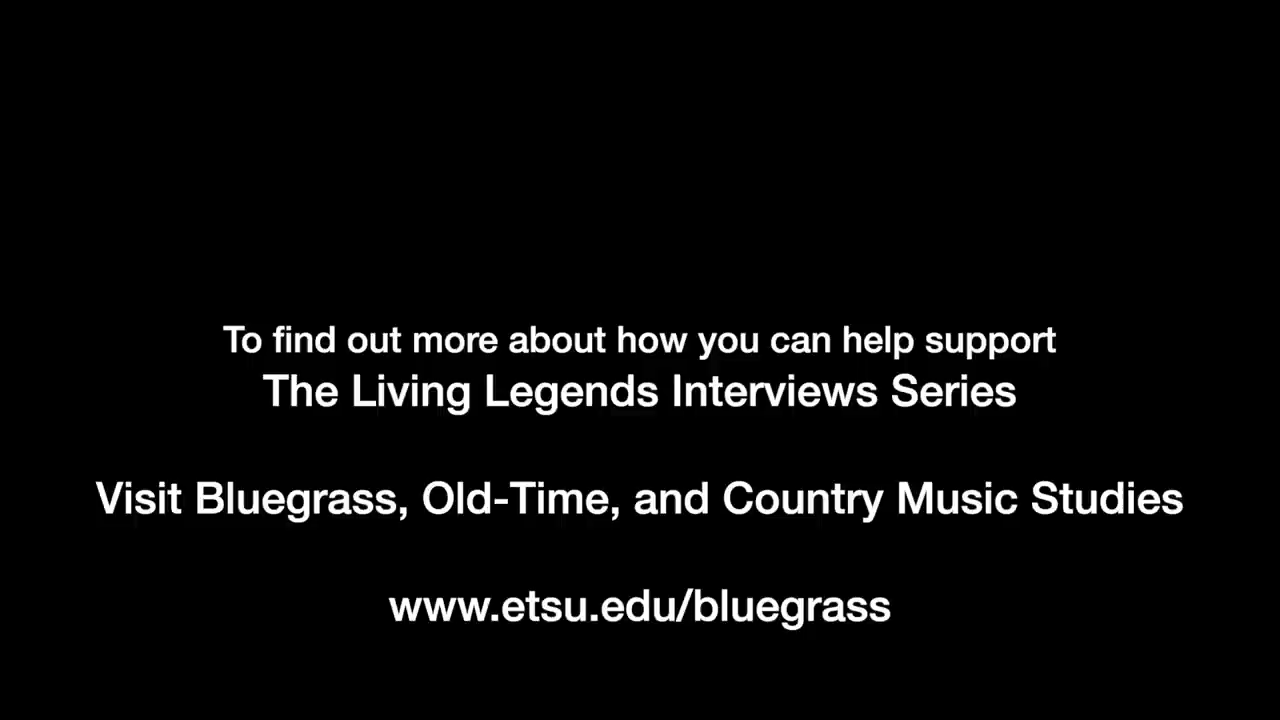 To find out more about how you can help support
The Living Legends Interviews Series
Visit Bluegrass, Old-Time, and Country Music Studies
www.etsu.edu/bluegrass